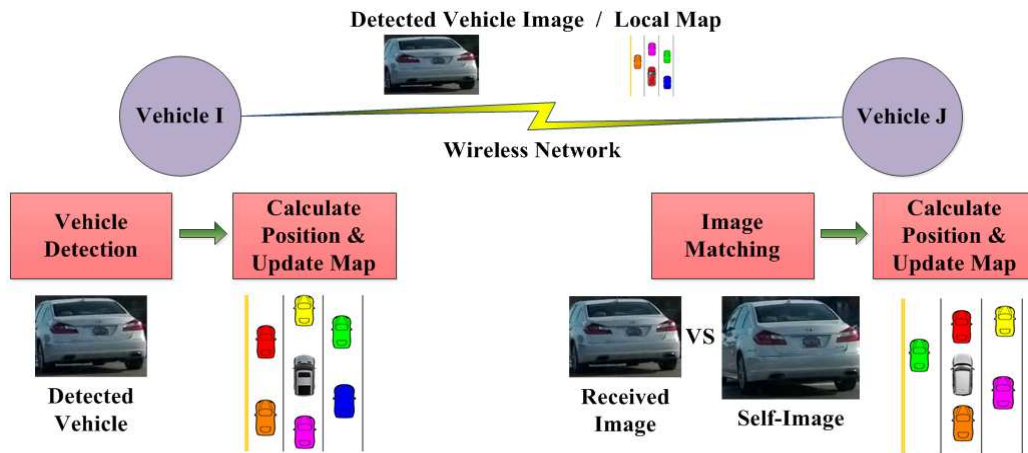 Detected Vehicle Image / Local Map
Vehicle I
Vehicle J
Wireless Network
Vehicle
Detection
Calculate
Position &
Update Map
Image
Matching
Calculate
Position &
Update Map
VS
Detected
Vehicle
Received
Image
Self-Image